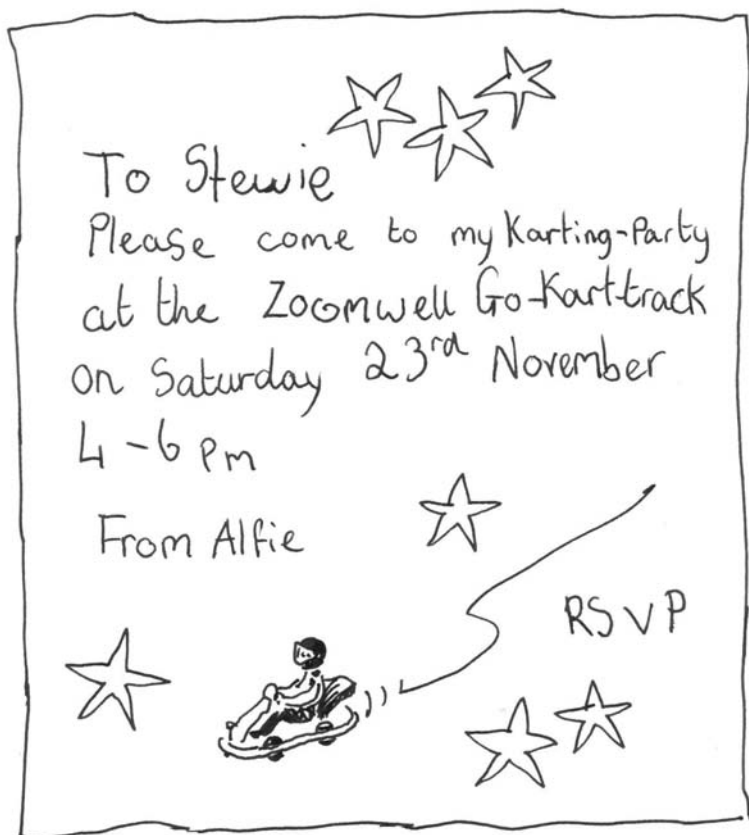 To Stewie
Please come to my Karting-Party
at the Zoomwell Go-Kart-track
on Saturday 23rd November
4-6 pm
From Alfie
RSVP